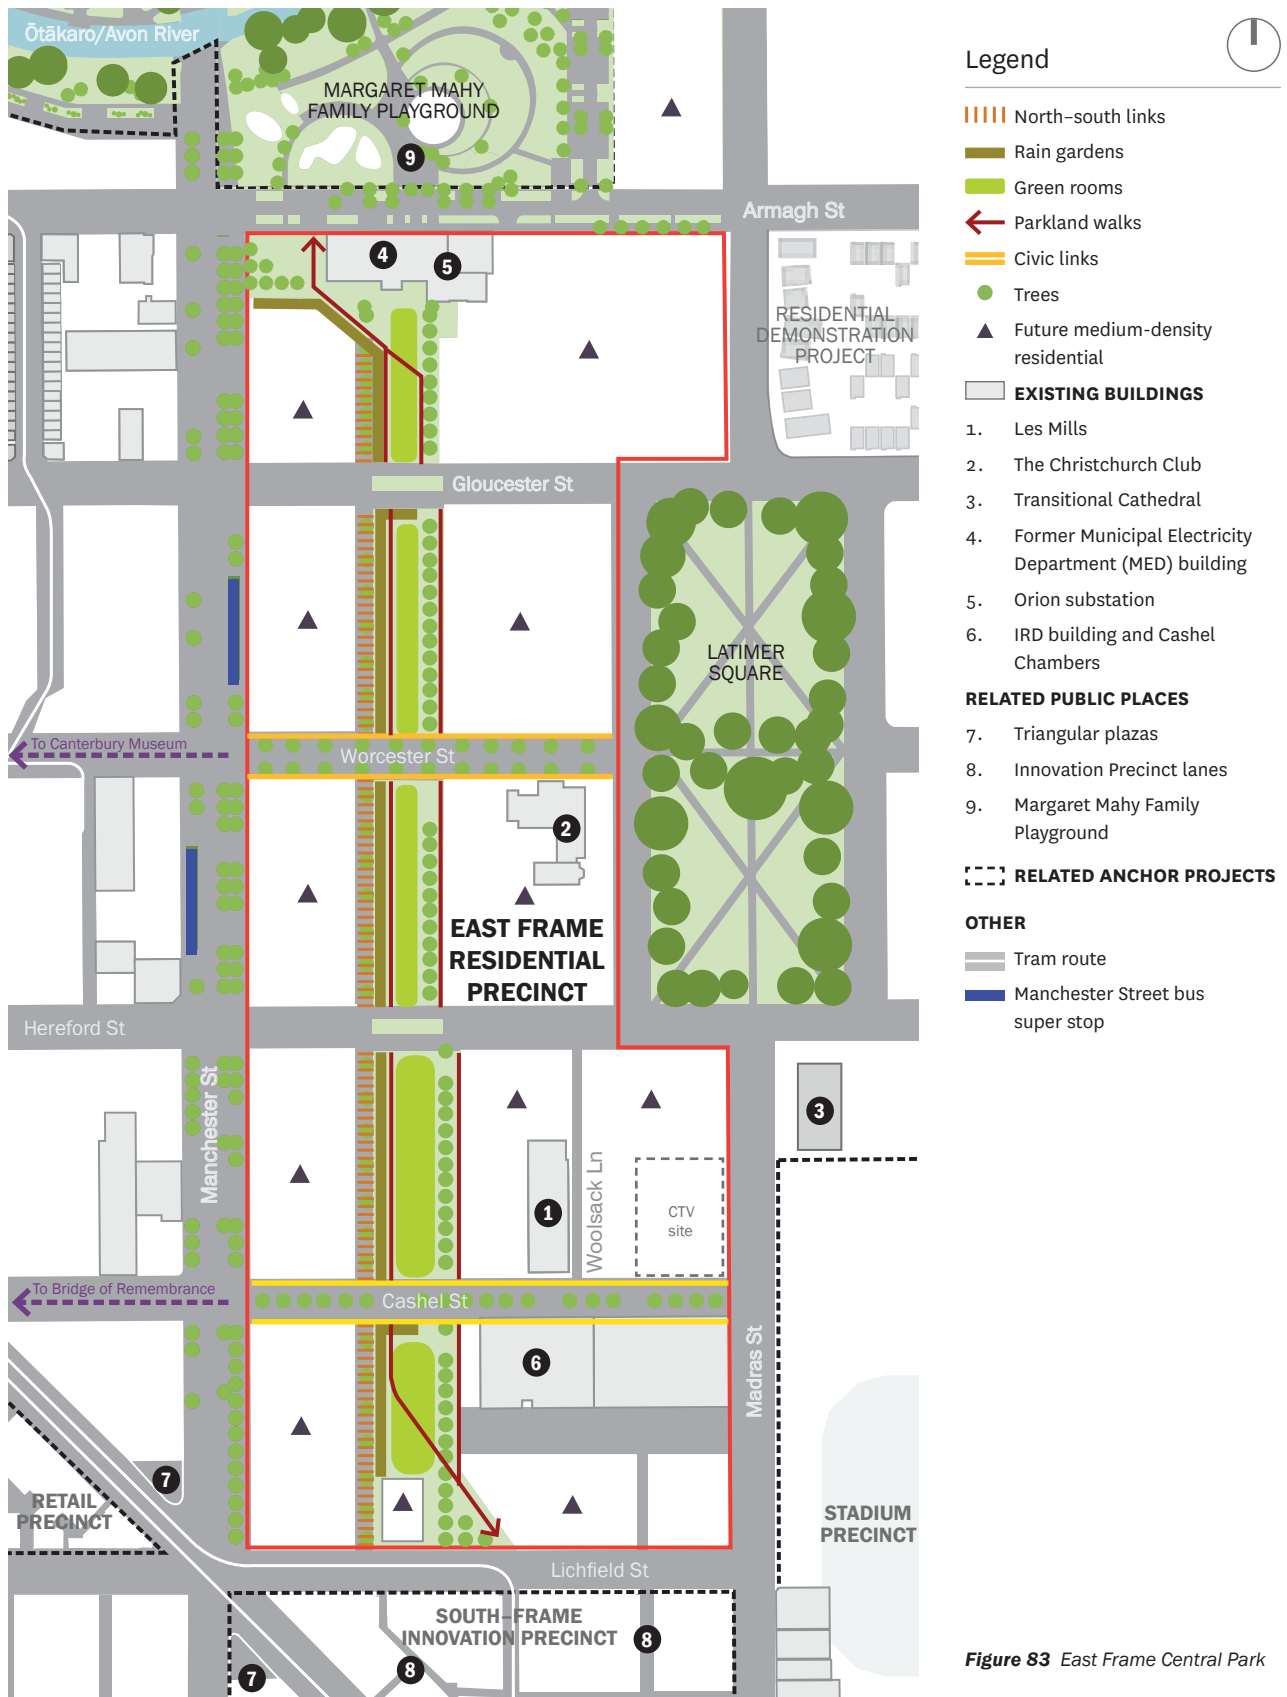 Ōtākaro/Avon River
MARGARET MAHY
FAMILY PLAYGROUND
9
Armagh St
4
5
RESIDENTIAL
DEMONSTRATION
PROJECT
Gloucester St
LATIMER
SQUARE
To Canterbury Museum
Worcester St
2
EAST FRAME
RESIDENTIAL
PRECINCT
Hereford St
Manchester St
3
1
Woolsack Ln
CTV
site
To Bridge of Remembrance
Cashel St
6
Madras St
7
RETAIL
PRECINCT
STADIUM
PRECINCT
Lichfield St
SOUTH-FRAME
INNOVATION PRECINCT
8
8
7
Legend
North–south links
Rain gardens
Green rooms
Parkland walks
Civic links
Trees
Future medium-density
residential
EXISTING BUILDINGS
1. Les Mills
2. The Christchurch Club
3. Transitional Cathedral
4. Former Municipal Electricity
Department (MED) building
5. Orion substation
6. IRD building and Cashel
Chambers
RELATED PUBLIC PLACES
7. Triangular plazas
8. Innovation Precinct lanes
9. Margaret Mahy Family
Playground
RELATED ANCHOR PROJECTS
OTHER
Tram route
Manchester Street bus
super stop
Figure 83 East Frame Central Park